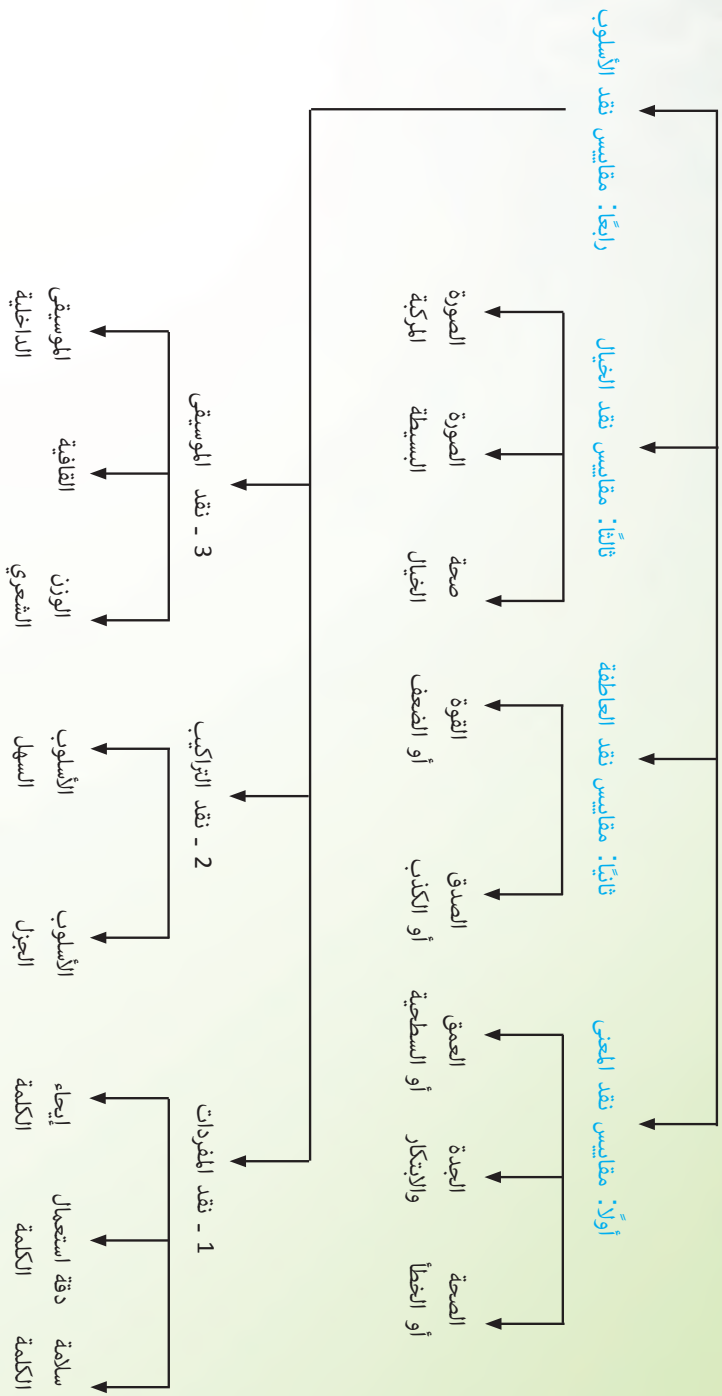 أولًا: مقاييس نقد المعنى
ثانيًا: مقاييس نقد العاطفة
ثالثًا: مقاييس نقد الخيال
رابعًا: مقاييس نقد الأسلوب
الصحة
أو الخطأ
الجدة
والابتكار
العمق
أو السطحية
الصدق
أو الكذب
القوة
أو الضعف
صحة
الخيال
الصورة
البسيطة
الصورة
المركبة
1 ـ نقد المفردات
2 ـ نقد التراكيب
3 ـ نقد الموسيقى
سلامة
الكلمة
دقة استعمال
الكلمة
إيحاء
الكلمة
الأسلوب
الجزل
الأسلوب
السهل
الوزن
الشعري
القافية
الموسيقى
الداخلية